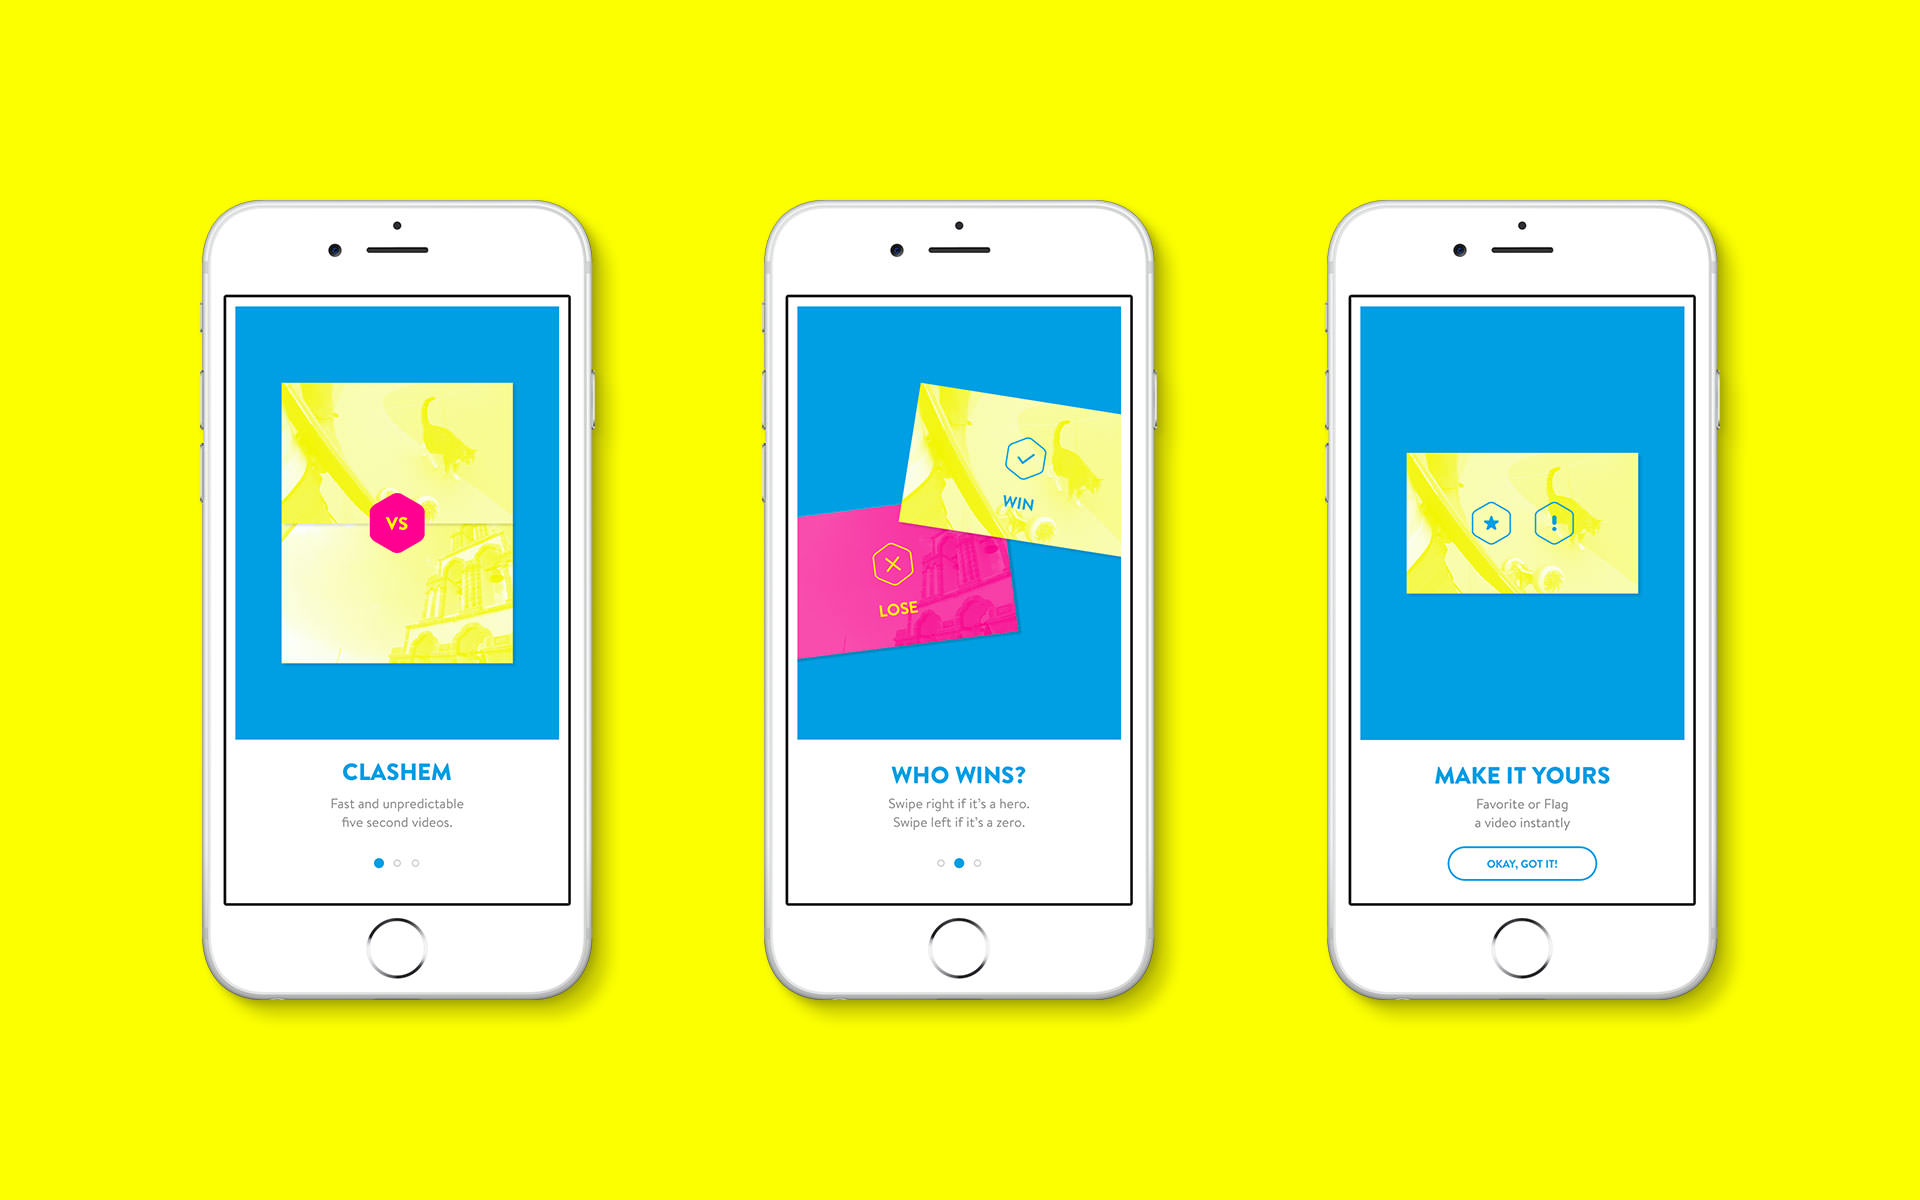 VS
CLASHEM
Fast and unpredictable
five second videos.
WIN
LOSE
WHO WINS?
Swipe right if it's a hero.
Swipe left if it's a zero.
MAKE IT YOURS
Favorite or Flag
a video instantly
OKAY, GOT IT!